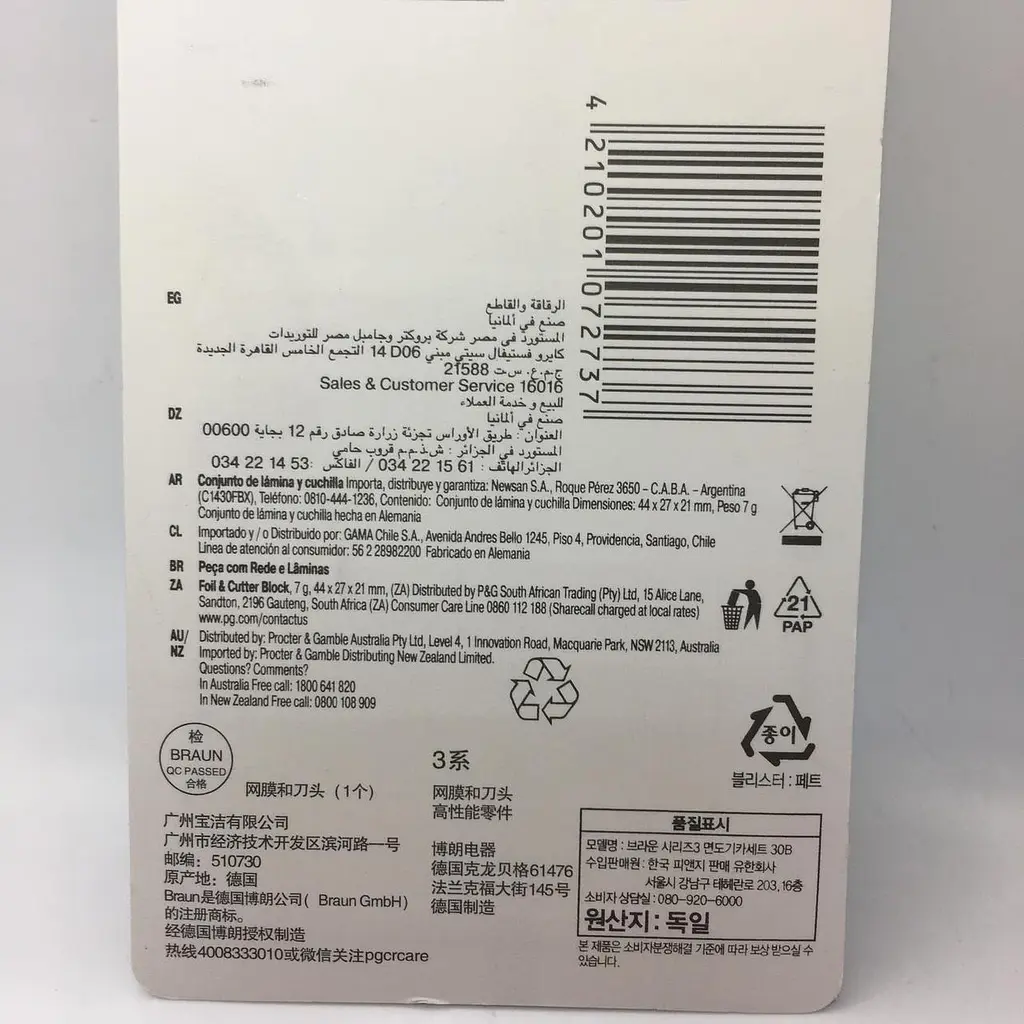 4 210201 072737
EG
الرقاقة والقاطع
صنع في ألمانيا
المستورد في مصر شركة بروكتر وجامبل مصر للتوريدات
كايرو فستيفال سيتي مبني 14 D06 التجمع الخامس القاهرة الجديدة
ج.م.ع. س.ت 21588
Sales & Customer Service 16016
للبيع و خدمة العملاء
DZ
صنع في ألمانيا
العنوان : طريق الأوراس تجزئة زرارة صادق رقم 12 بجاية 00600
المستورد في الجزائر : ش.ذ.م.م قروب حامي
الجزائر الهاتف : 61 15 22 034 / الفاكس :53 14 22 034
AR Conjunto de lámina y cuchilla Importa, distribuye y garantiza: Newsan S.A., Roque Pérez 3650 – C.A.B.A. – Argentina
(C1430FBX), Teléfono: 0810-444-1236, Contenido: Conjunto de lámina y cuchilla Dimensiones: 44 x 27 x 21 mm, Peso 7 g
Conjunto de lámina y cuchilla hecha en Alemania
CL Importado y / o Distribuido por: GAMA Chile S.A., Avenida Andres Bello 1245, Piso 4, Providencia, Santiago, Chile
Línea de atención al consumidor: 56 2 28982200 Fabricado en Alemania
BR Peça com Rede e Lâminas
ZA Foil & Cutter Block, 7 g, 44 x 27 x 21 mm, (ZA) Distributed by P&G South African Trading (Pty) Ltd, 15 Alice Lane,
Sandton, 2196 Gauteng, South Africa (ZA) Consumer Care Line 0860 112 188 (Sharecall charged at local rates)
www.pg.com/contactus
21
PAP
AU/ Distributed by: Procter & Gamble Australia Pty Ltd, Level 4, 1 Innovation Road, Macquarie Park, NSW 2113, Australia
NZ Imported by: Procter & Gamble Distributing New Zealand Limited.
Questions? Comments?
In Australia Free call: 1800 641 820
In New Zealand Free call: 0800 108 909
종이
블리스터 : 페트
检
BRAUN
QC PASSED
合格
网膜和刀头（1个）
广州宝洁有限公司
广州市经济技术开发区滨河路一号
邮编：510730
原产地：德国
Braun是德国博朗公司( Braun GmbH)
的注册商标。
经德国博朗授权制造
热线4008333010或微信关注pgcrcare
3系
网膜和刀头
高性能零件
博朗电器
德国克龙贝格61476
法兰克福大街145号
德国制造
품질표시
모델명 : 브라운 시리즈3 면도기카세트 30B
수입판매원 : 한국 피앤지 판매 유한회사
서울시 강남구 테헤란로 203, 16층
소비자 상담실 : 080-920-6000
원산지 : 독일
본 제품은 소비자분쟁해결 기준에 따라 보상 받으실 수
있습니다.